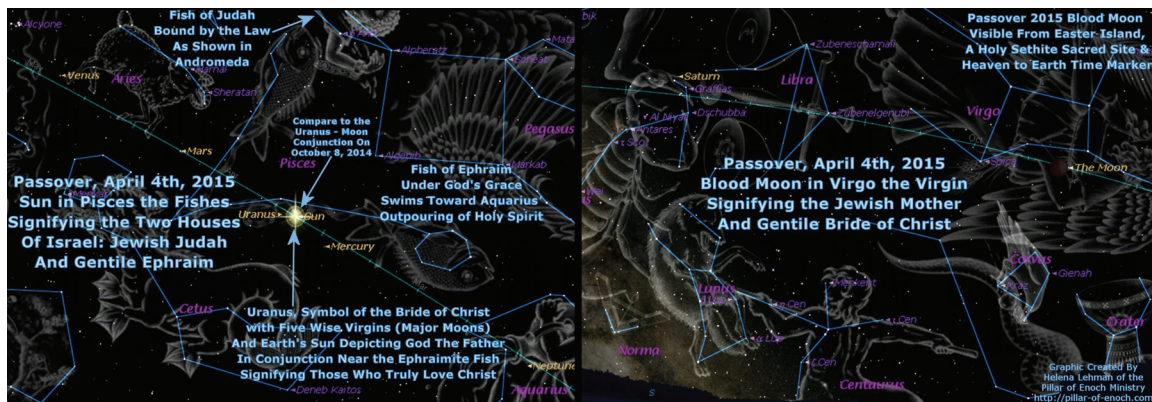 Fish of Judah
Bound by the Law
As Shown in
Andromeda
Alcyone
Venus
Aries
Hamal
Sheratan
Alpheratz
Scheat
Mata
Pegasus
Compare to the
Uranus - Moon
Conjunction On
October 8, 2014
Mars
Pisces
Algenib
Markab
Passover, April 4th, 2015
Sun in Pisces the Fishes
Signifying the Two Houses
Of Israel: Jewish Judah
And Gentile Ephraim
Fish of Ephraim
Under God's Grace
Swims Toward Aquarius
Outpouring of Holy Spirit
Uranus
Sun
Mercury
Cetus
Uranus, Symbol of the Bride of Christ
with Five Wise Virgins (Major Moons)
And Earth's Sun Depicting God The Father
In Conjunction Near the Ephraimite Fish
Signifying Those Who Truly Love Christ
Deneb Kaitos
Neptune
Aquarius
bik
Zubeneschamali
Passover 2015 Blood Moon
Visible From Easter Island,
A Holy Sethite Sacred Site &
Heaven to Earth Time Marker
Saturn
Graffias
Libra
Al Niyat
Dschubba
Zubenelgenubi
Virgo
Antares
τ Sco
Spica
The Moon
Wei
Passover, April 4th, 2015
Blood Moon in Virgo the Virgin
Signifying the Jewish Mother
And Gentile Bride of Christ
Corvus
Gienah
Kraz
Lupus
Menkent
ι Cen
Crater
Norma
Centaurus
S
Graphic Created By
Helena Lehman of the
Pillar of Enoch Ministry
http://pillar-of-enoch.com